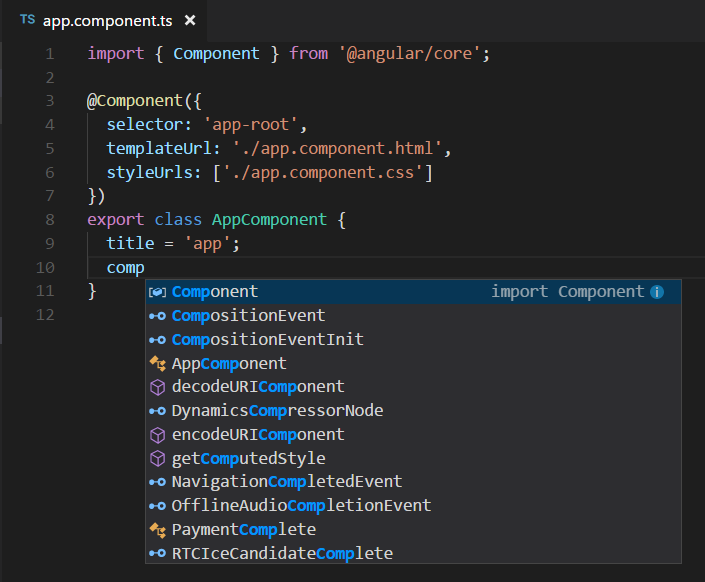 TS app.component.ts ×
1 import { Component } from '@angular/core';
2
3 @Component({
4   selector: 'app-root',
5   templateUrl: './app.component.html',
6   styleUrls: ['./app.component.css']
7 })
8 export class AppComponent {
9   title = 'app';
10   comp
11 }
12
Component import Component
CompositionEvent
CompositionEventInit
AppComponent
decodeURIComponent
DynamicsCompressorNode
encodeURIComponent
getComputedStyle
NavigationCompletedEvent
OfflineAudioCompletionEvent
PaymentComplete
RTCIceCandidateComplete